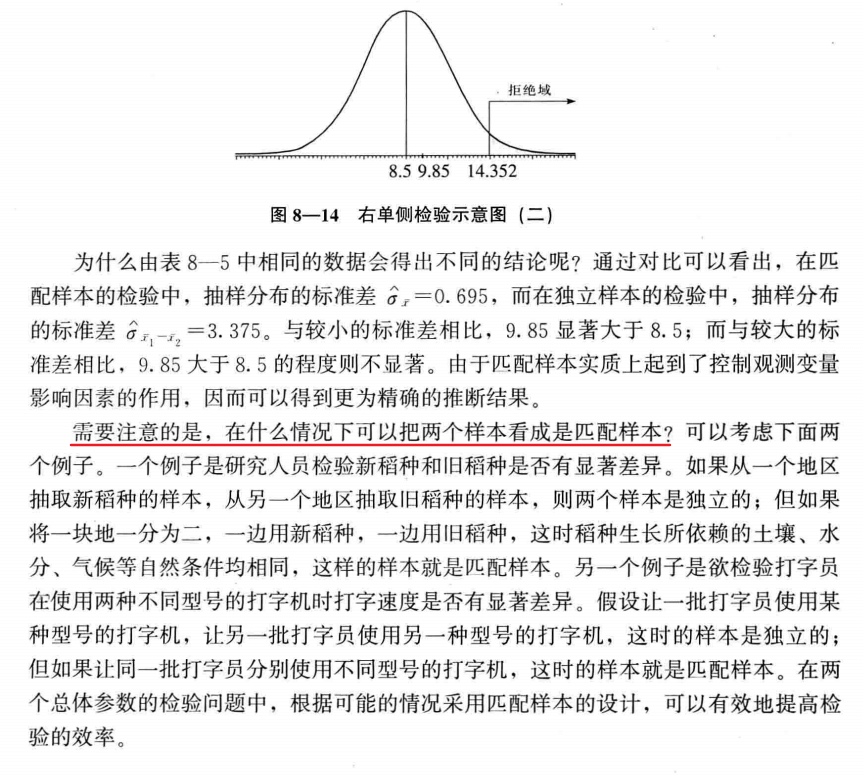 拒绝域
8.5 9.85 14.352
图 8—14 右单侧检验示意图(二)
为什么由表 8—5 中相同的数据会得出不同的结论呢?通过对比可以看出,在匹
配样本的检验中,抽样分布的标准差 σ̂x̄=0.695,而在独立样本的检验中,抽样分布
的标准差 σ̂x̄1−x̄2=3.375。与较小的标准差相比,9.85 显著大于 8.5;而与较大的标
准差相比,9.85 大于 8.5 的程度则不显著。由于匹配样本实质上起到了控制观测变量
影响因素的作用,因而可以得到更为精确的推断结果。
需要注意的是,在什么情况下可以把两个样本看成是匹配样本?可以考虑下面两
个例子。一个例子是研究人员检验新稻种和旧稻种是否有显著差异。如果从一个地区
抽取新稻种的样本,从另一个地区抽取旧稻种的样本,则两个样本是独立的;但如果
将一块地一分为二,一边用新稻种,一边用旧稻种,这时稻种生长所依赖的土壤、水
分、气候等自然条件均相同,这样的样本就是匹配样本。另一个例子是欲检验打字员
在使用两种不同型号的打字机时打字速度是否有显著差异。假设让一批打字员使用某
种型号的打字机,让另一批打字员使用另一种型号的打字机,这时的样本是独立的;
但如果让同一批打字员分别使用不同型号的打字机,这时的样本就是匹配样本。在两
个总体参数的检验问题中,根据可能的情况采用匹配样本的设计,可以有效地提高检
验的效率。